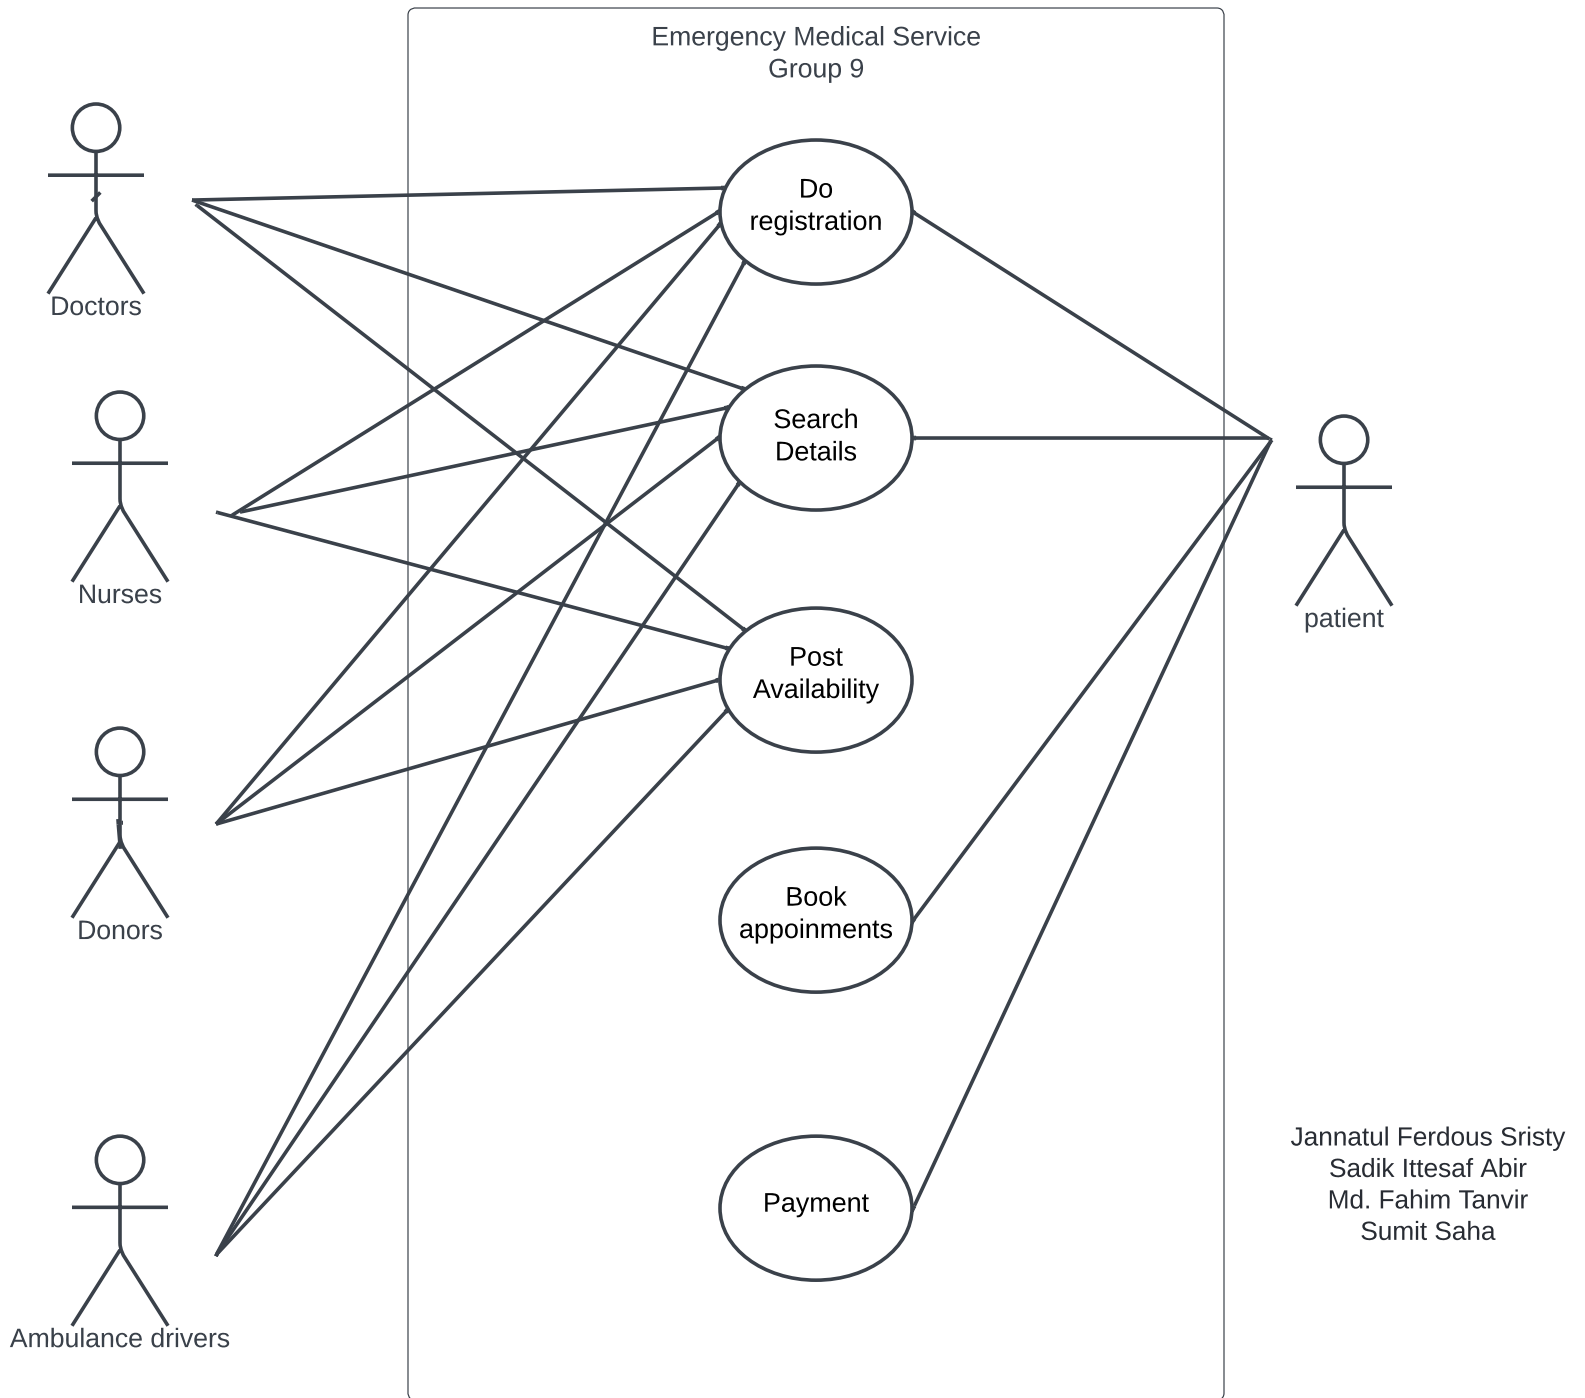 Emergency Medical Service
Group 9
Do
registration
Doctors
Search
Details
Nurses
patient
Post
Availability
Book
appoinments
Donors
Jannatul Ferdous Sristy
Sadik Ittesaf Abir
Md. Fahim Tanvir
Sumit Saha
Payment
Ambulance drivers